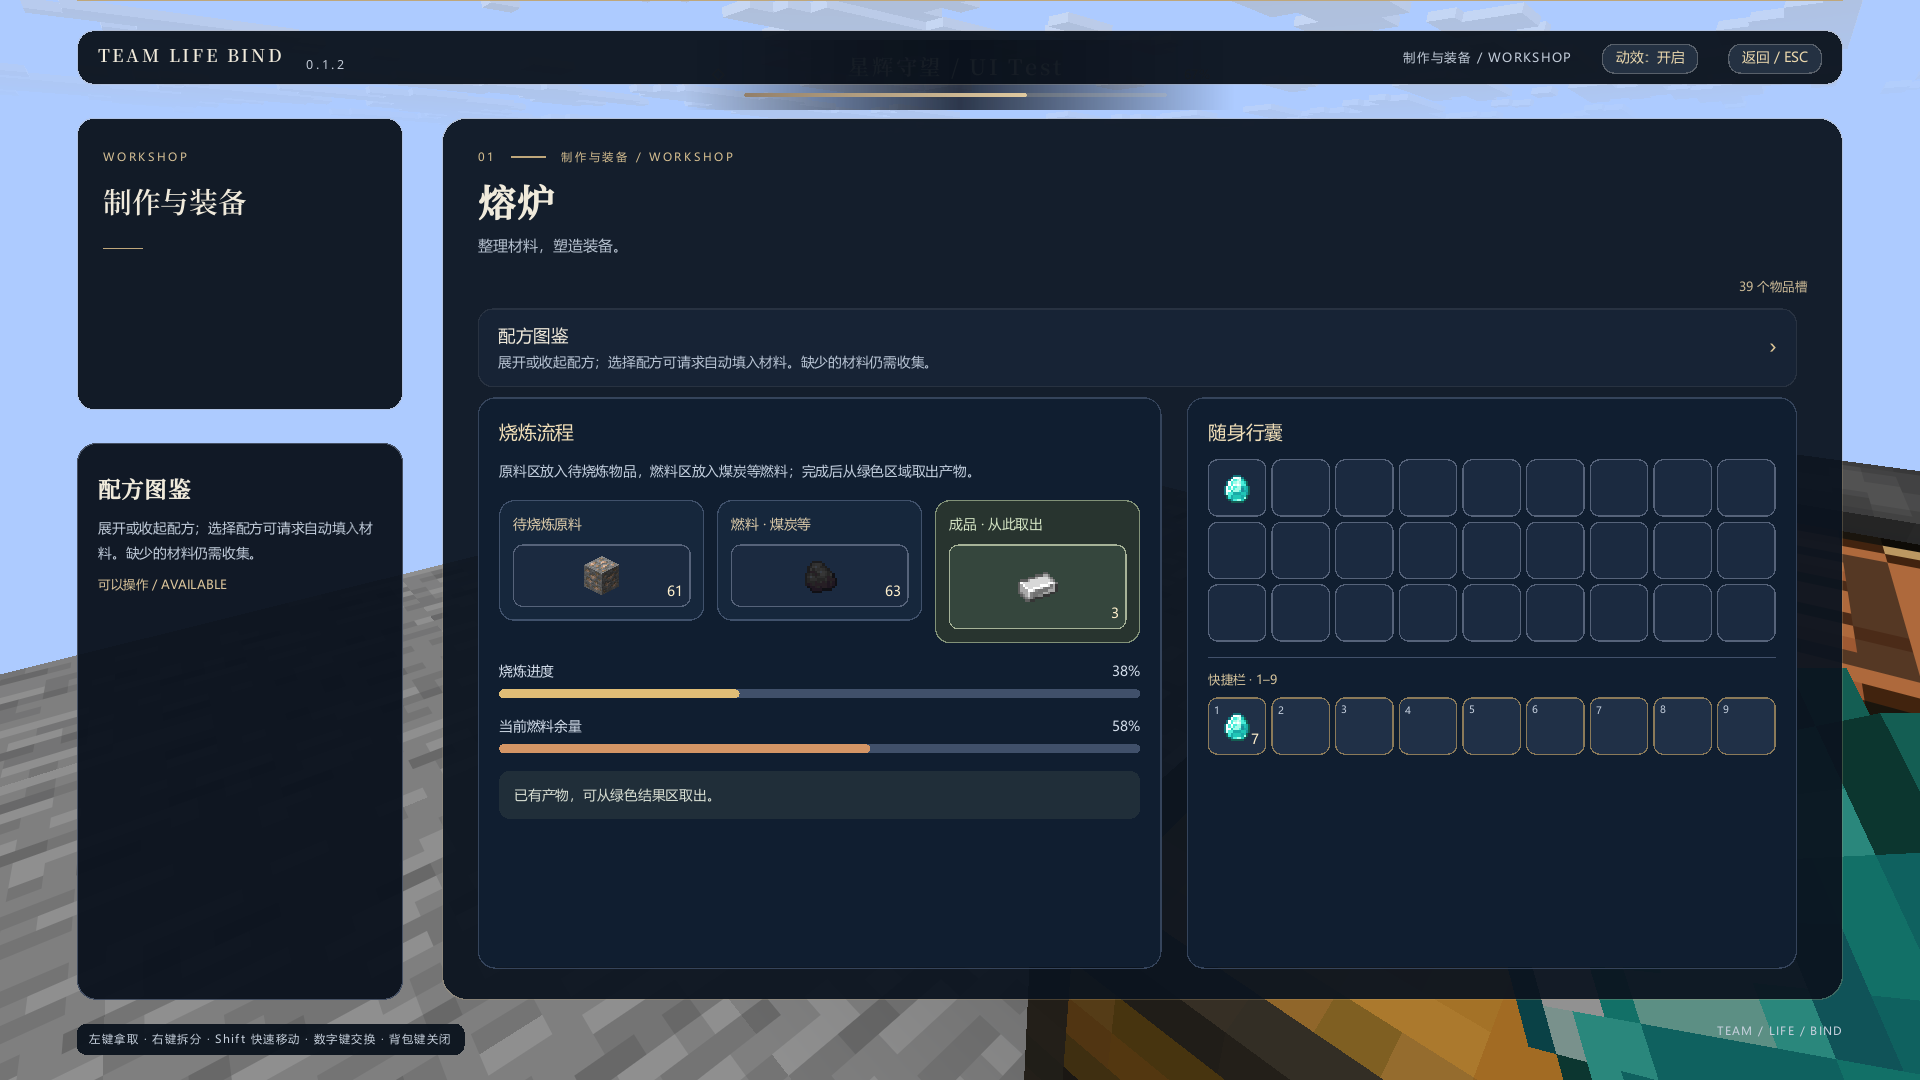 TEAM LIFE BIND 0.1.2
星辉守望 / UI Test
制作与装备 / WORKSHOP
动效：开启
返回 / ESC
WORKSHOP
制作与装备
配方图鉴
展开或收起配方；选择配方可请求自动填入材
料。缺少的材料仍需收集。
可以操作 / AVAILABLE
01 制作与装备 / WORKSHOP
熔炉
整理材料，塑造装备。
39 个物品槽
配方图鉴
展开或收起配方；选择配方可请求自动填入材料。缺少的材料仍需收集。
›
烧炼流程
原料区放入待烧炼物品，燃料区放入煤炭等燃料；完成后从绿色区域取出产物。
待烧炼原料
61
燃料 · 煤炭等
63
成品 · 从此取出
3
烧炼进度 38%
当前燃料余量 58%
已有产物，可从绿色结果区取出。
随身行囊
快捷栏 · 1–9
1 7 2 3 4 5 6 7 8 9
左键拿取 · 右键拆分 · Shift 快速移动 · 数字键交换 · 背包键关闭
TEAM / LIFE / BIND